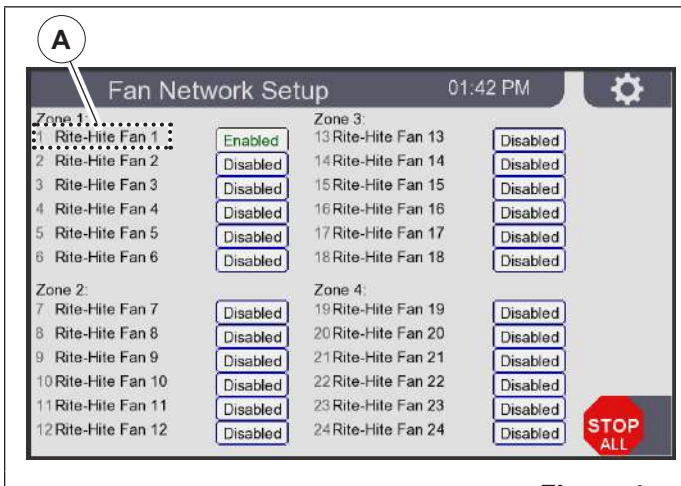 A
Fan Network Setup 01:42 PM
Zone 1:
1 Rite-Hite Fan 1 Enabled
2 Rite-Hite Fan 2 Disabled
3 Rite-Hite Fan 3 Disabled
4 Rite-Hite Fan 4 Disabled
5 Rite-Hite Fan 5 Disabled
6 Rite-Hite Fan 6 Disabled
Zone 2:
7 Rite-Hite Fan 7 Disabled
8 Rite-Hite Fan 8 Disabled
9 Rite-Hite Fan 9 Disabled
10 Rite-Hite Fan 10 Disabled
11 Rite-Hite Fan 11 Disabled
12 Rite-Hite Fan 12 Disabled
Zone 3:
13 Rite-Hite Fan 13 Disabled
14 Rite-Hite Fan 14 Disabled
15 Rite-Hite Fan 15 Disabled
16 Rite-Hite Fan 16 Disabled
17 Rite-Hite Fan 17 Disabled
18 Rite-Hite Fan 18 Disabled
Zone 4:
19 Rite-Hite Fan 19 Disabled
20 Rite-Hite Fan 20 Disabled
21 Rite-Hite Fan 21 Disabled
22 Rite-Hite Fan 22 Disabled
23 Rite-Hite Fan 23 Disabled
24 Rite-Hite Fan 24 Disabled
STOP
ALL